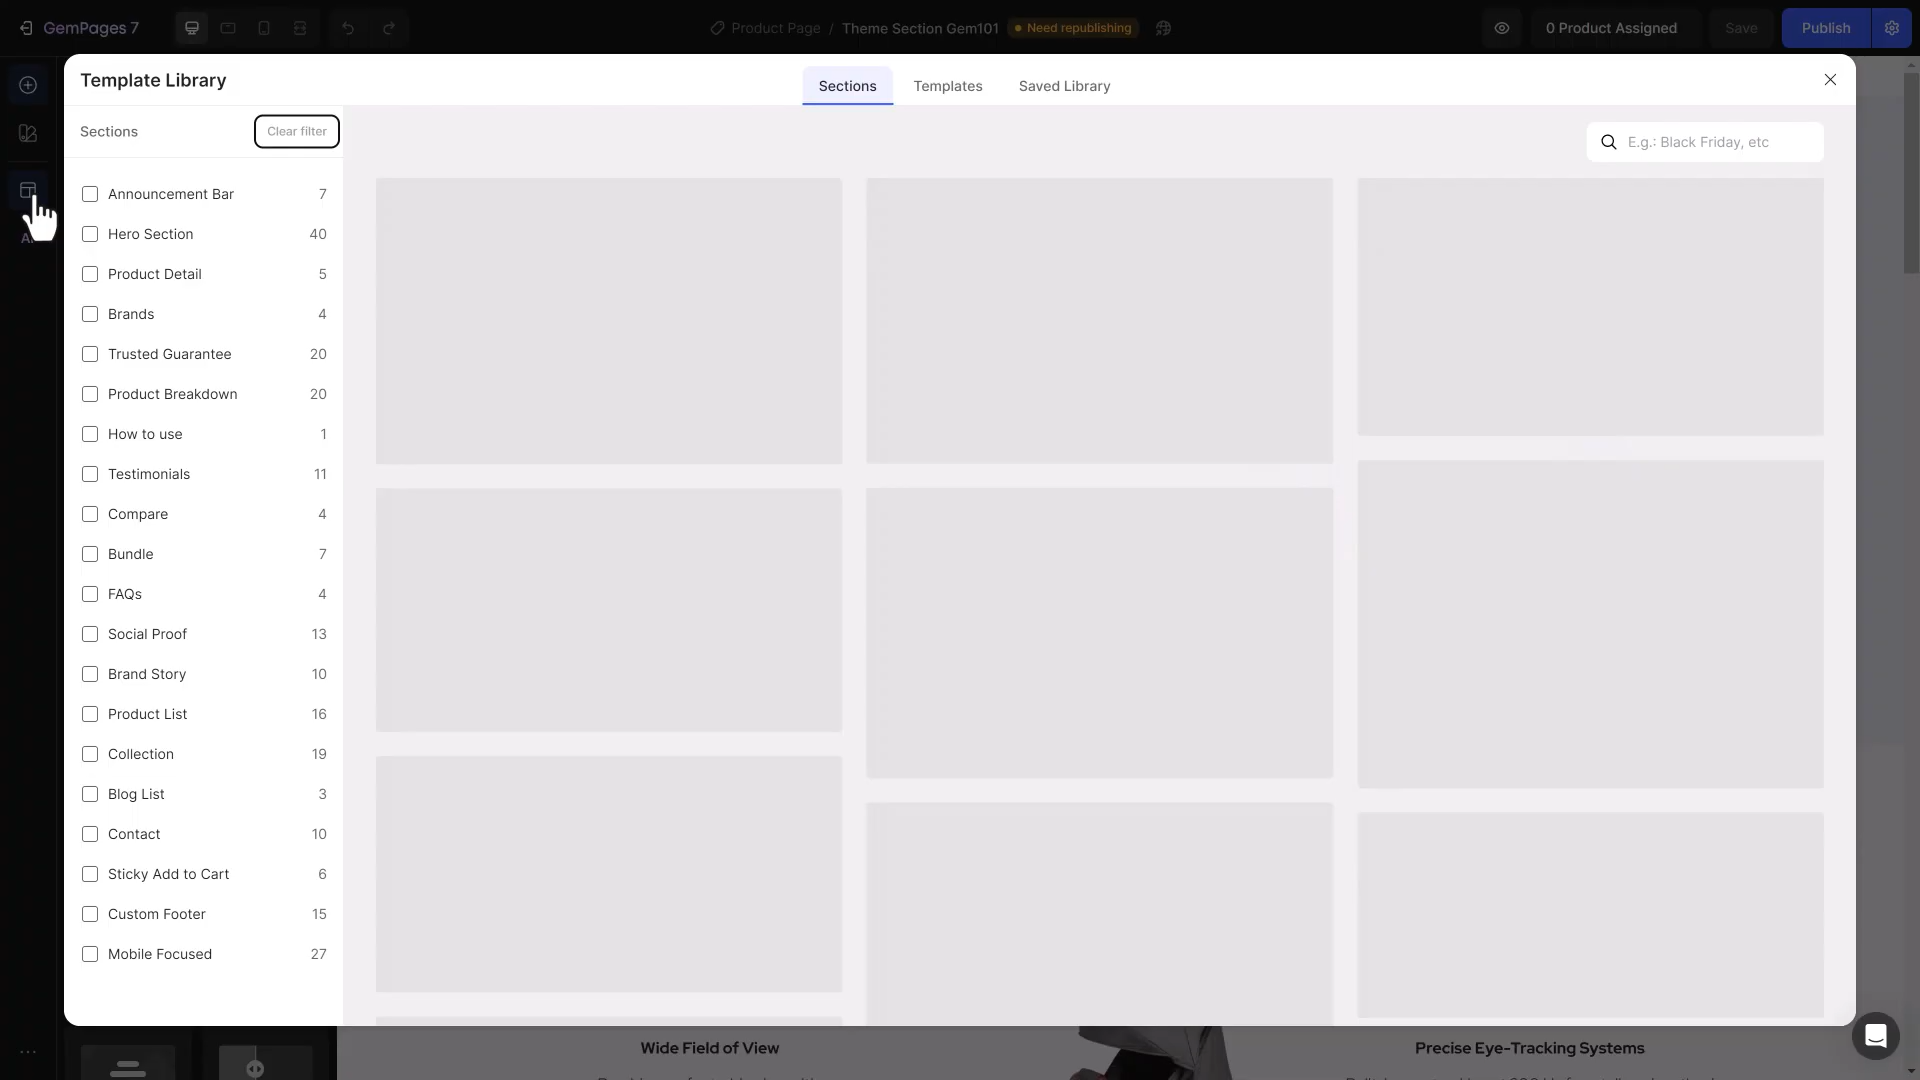 GemPages 7
Product Page / Theme Section Gem101
Need republishing
0 Product Assigned
Save
Publish
Template Library
Sections
Templates
Saved Library
Sections
Clear filter
E.g.: Black Friday, etc
Announcement Bar 7
Hero Section 40
Product Detail 5
Brands 4
Trusted Guarantee 20
Product Breakdown 20
How to use 1
Testimonials 11
Compare 4
Bundle 7
FAQs 4
Social Proof 13
Brand Story 10
Product List 16
Collection 19
Blog List 3
Contact 10
Sticky Add to Cart 6
Custom Footer 15
Mobile Focused 27
Wide Field of View
Precise Eye-Tracking Systems